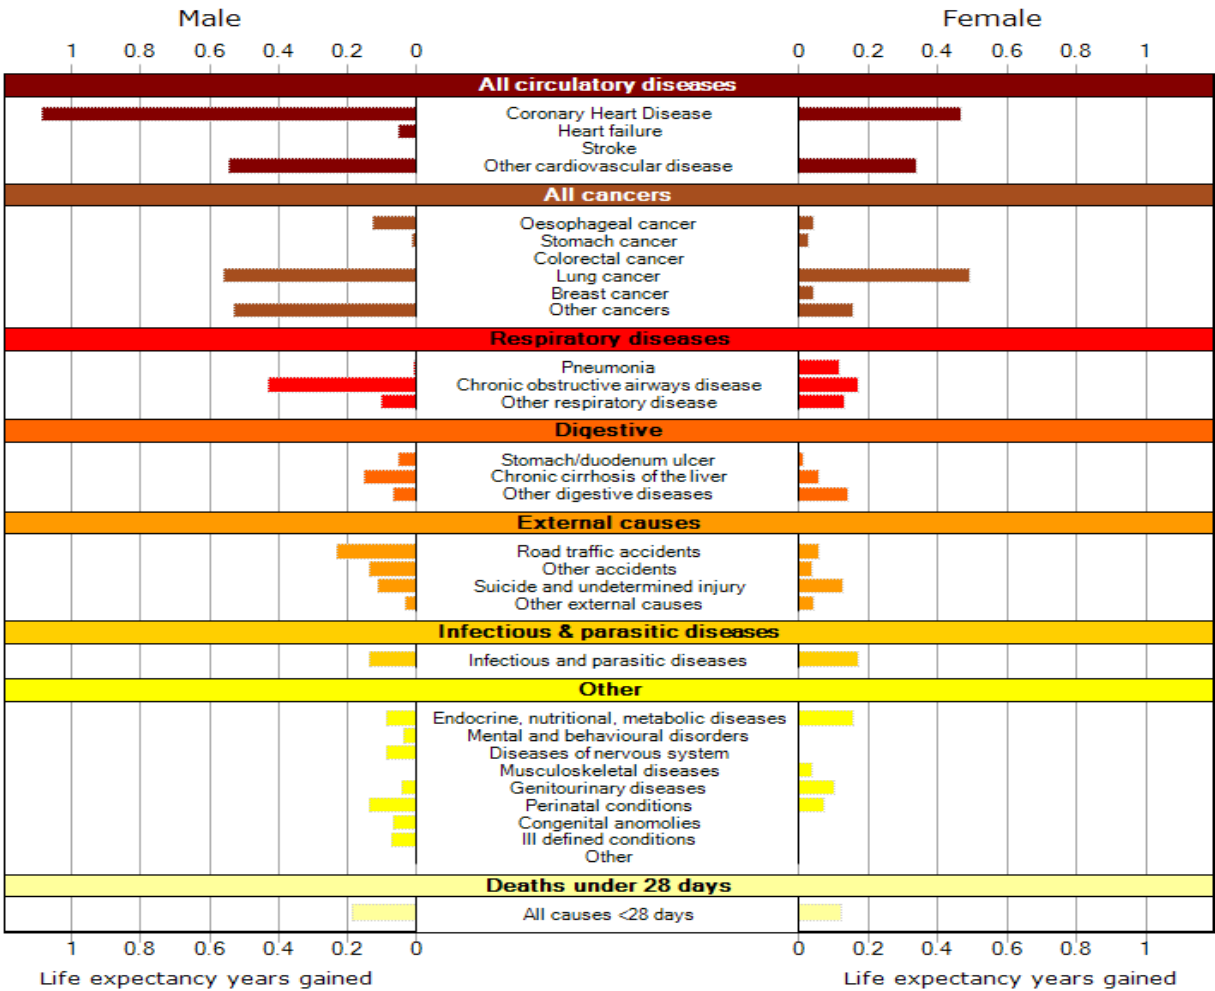 Male Female
1 0.8 0.6 0.4 0.2 0 0 0.2 0.4 0.6 0.8 1
All circulatory diseases
Coronary Heart Disease
Heart failure
Stroke
Other cardiovascular disease
All cancers
Oesophageal cancer
Stomach cancer
Colorectal cancer
Lung cancer
Breast cancer
Other cancers
Respiratory diseases
Pneumonia
Chronic obstructive airways disease
Other respiratory disease
Digestive
Stomach/duodenum ulcer
Chronic cirrhosis of the liver
Other digestive diseases
External causes
Road traffic accidents
Other accidents
Suicide and undetermined injury
Other external causes
Infectious & parasitic diseases
Infectious and parasitic diseases
Other
Endocrine, nutritional, metabolic diseases
Mental and behavioural disorders
Diseases of nervous system
Musculoskeletal diseases
Genitourinary diseases
Perinatal conditions
Congenital anomolies
Ill defined conditions
Other
Deaths under 28 days
All causes <28 days
1 0.8 0.6 0.4 0.2 0 0 0.2 0.4 0.6 0.8 1
Life expectancy years gained Life expectancy years gained